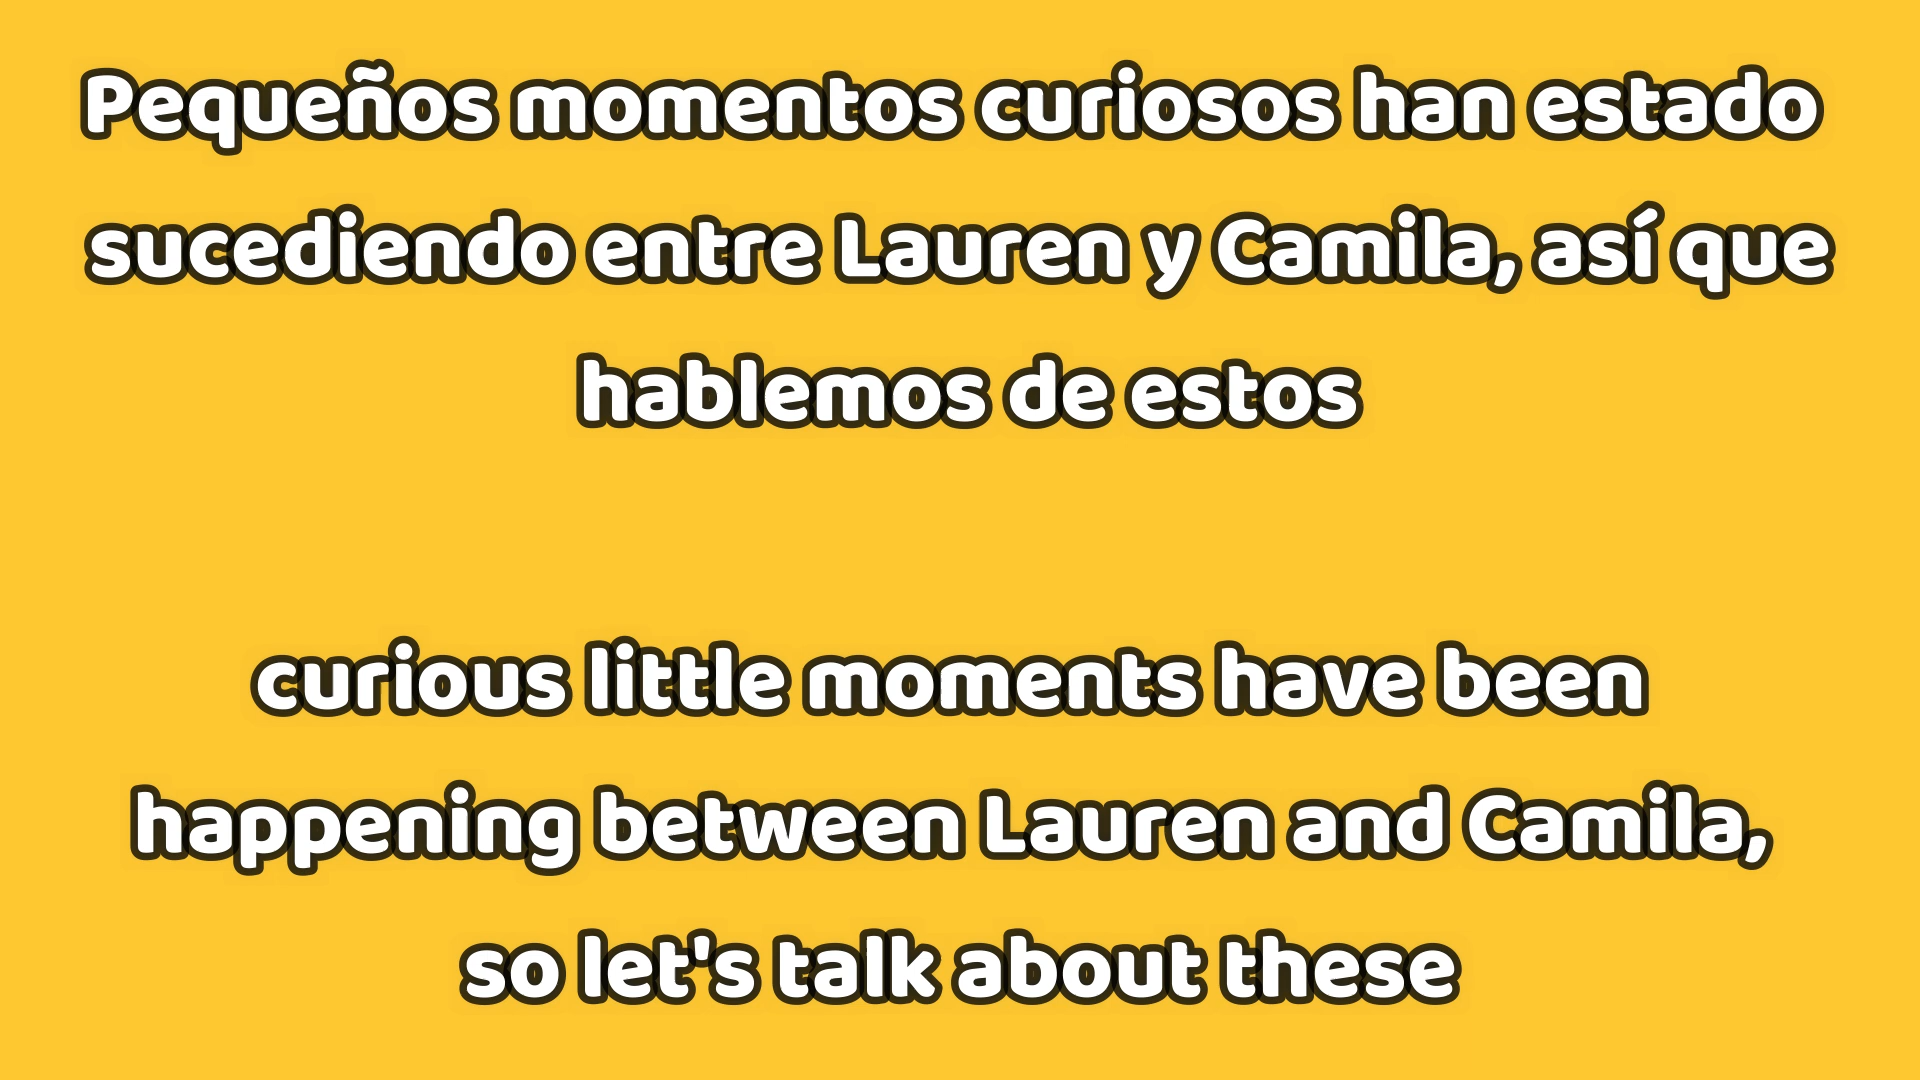 Pequeños momentos curiosos han estado
sucediendo entre Lauren y Camila, así que
hablemos de estos
curious little moments have been
happening between Lauren and Camila,
so let's talk about these